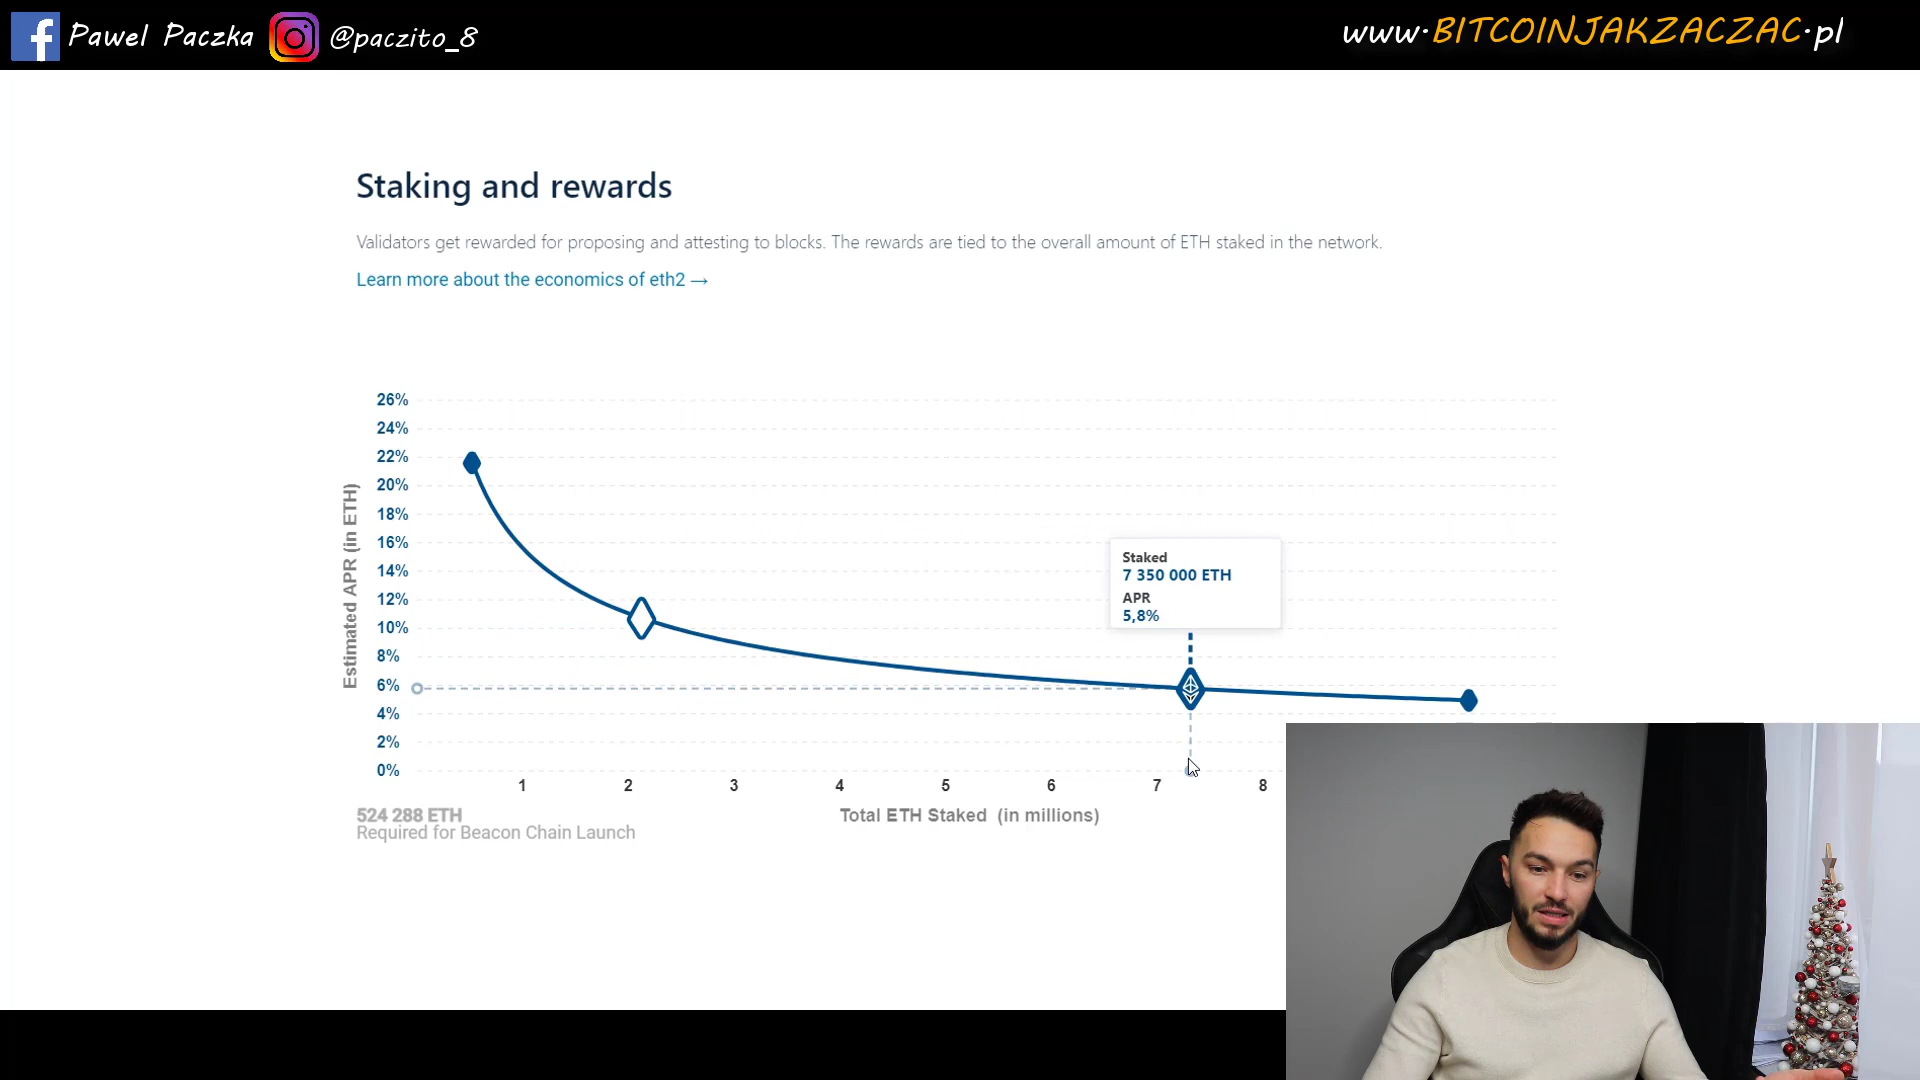 Pawel Paczka @paczito_8 www.BITCOINJAKZACZAC.pl
Staking and rewards
Validators get rewarded for proposing and attesting to blocks. The rewards are tied to the overall amount of ETH staked in the network.
Learn more about the economics of eth2 →
Estimated APR (in ETH)
26%
24%
22%
20%
18%
16%
14%
12%
10%
8%
6%
4%
2%
0%
Staked
7 350 000 ETH
APR
5,8%
1 2 3 4 5 6 7 8
524 288 ETH
Required for Beacon Chain Launch
Total ETH Staked (in millions)